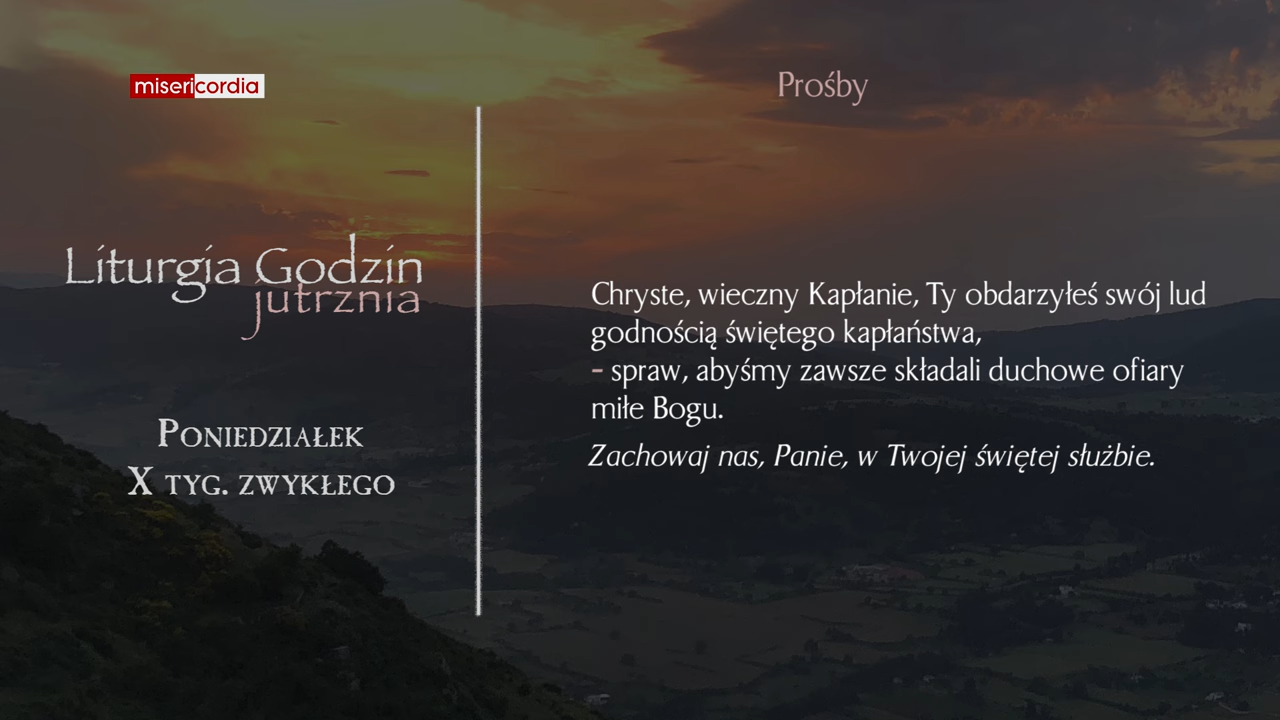 misericordia
Liturgia Godzin
jutrznia
Poniedziałek
X tyg. zwykłego
Prośby
Chryste, wieczny Kapłanie, Ty obdarzyłeś swój lud
godnością świętego kapłaństwa,
- spraw, abyśmy zawsze składali duchowe ofiary
miłe Bogu.
Zachowaj nas, Panie, w Twojej świętej służbie.